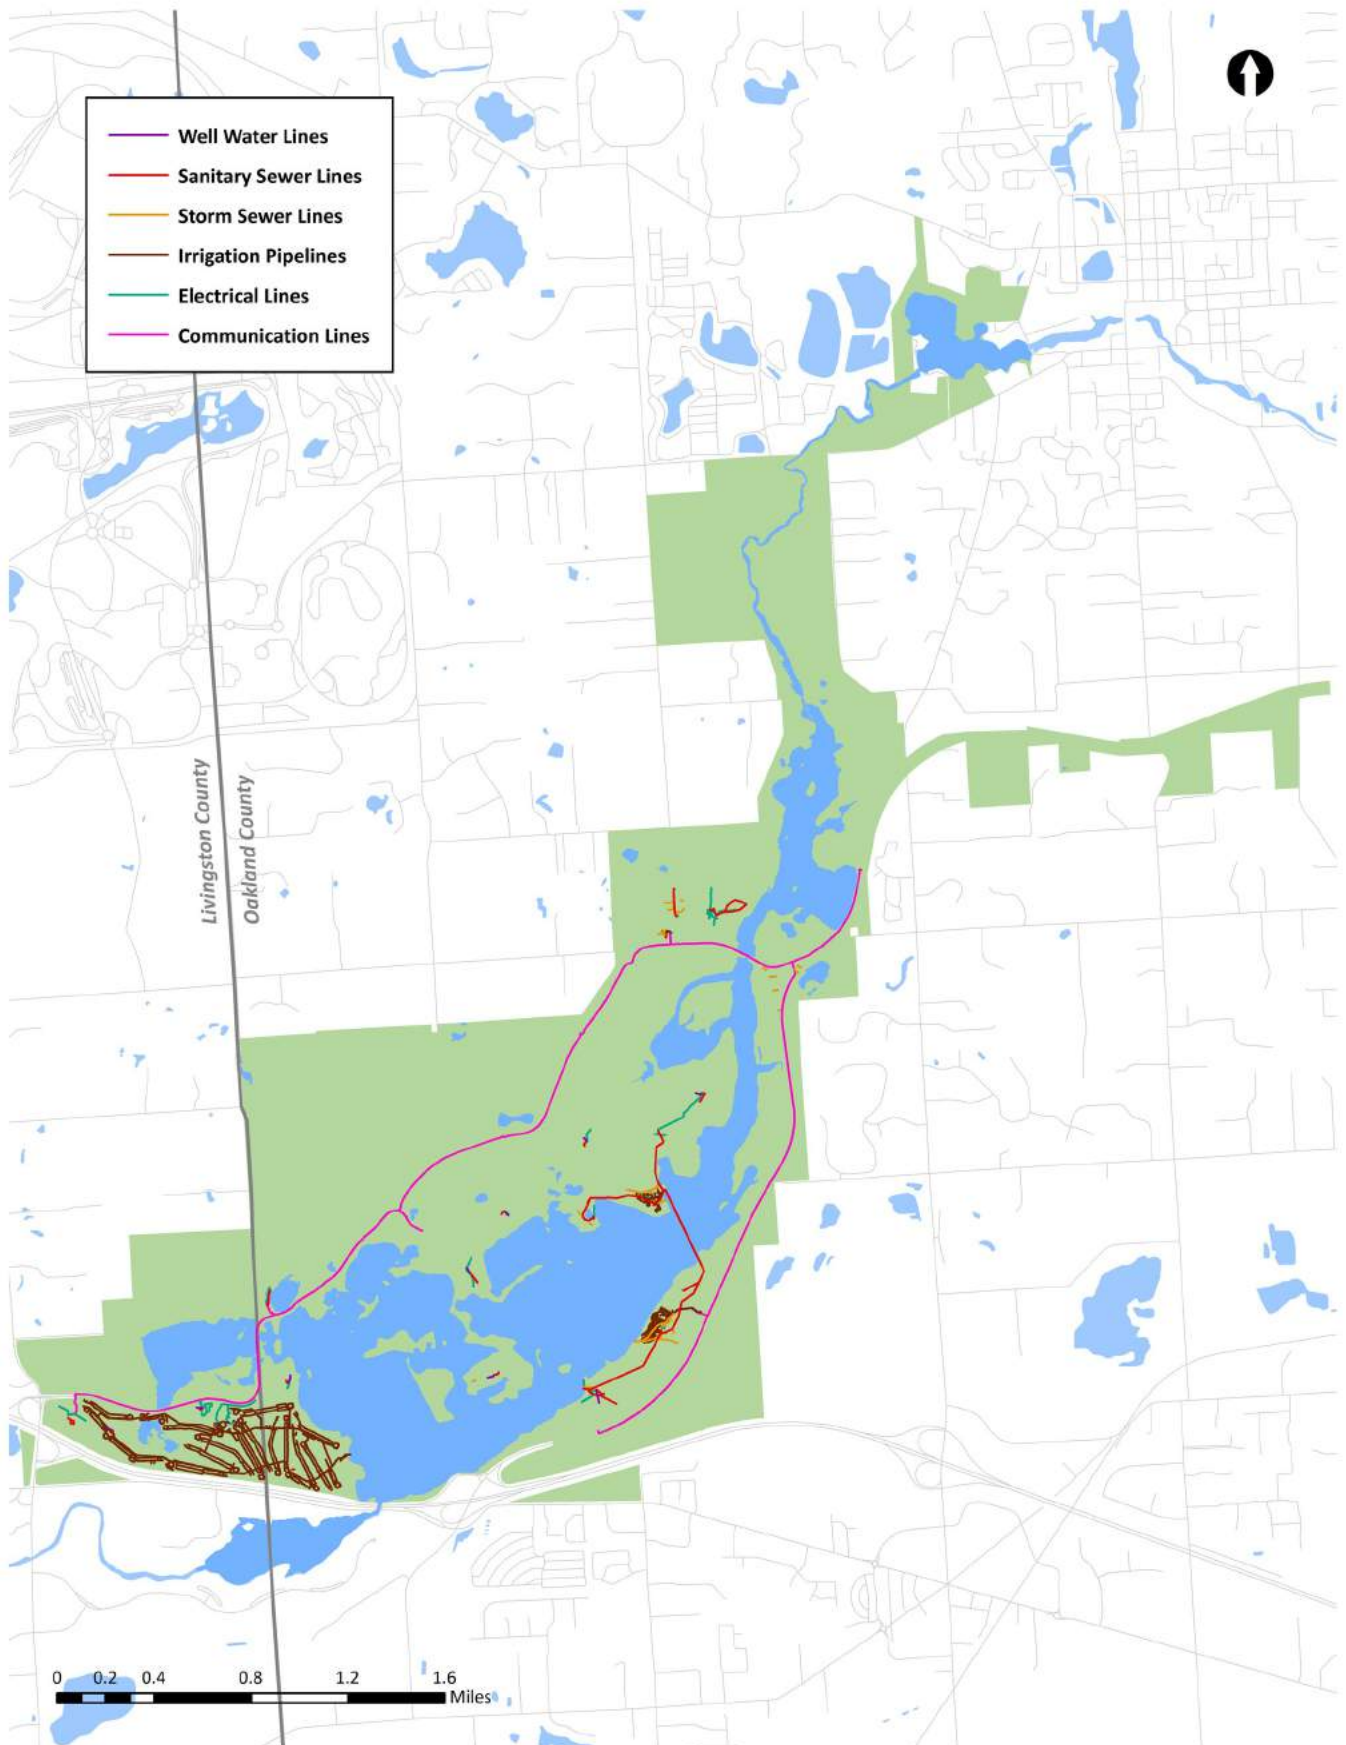 Well Water Lines
Sanitary Sewer Lines
Storm Sewer Lines
Irrigation Pipelines
Electrical Lines
Communication Lines
Livingston County
Oakland County
0 0.2 0.4 0.8 1.2 1.6
Miles